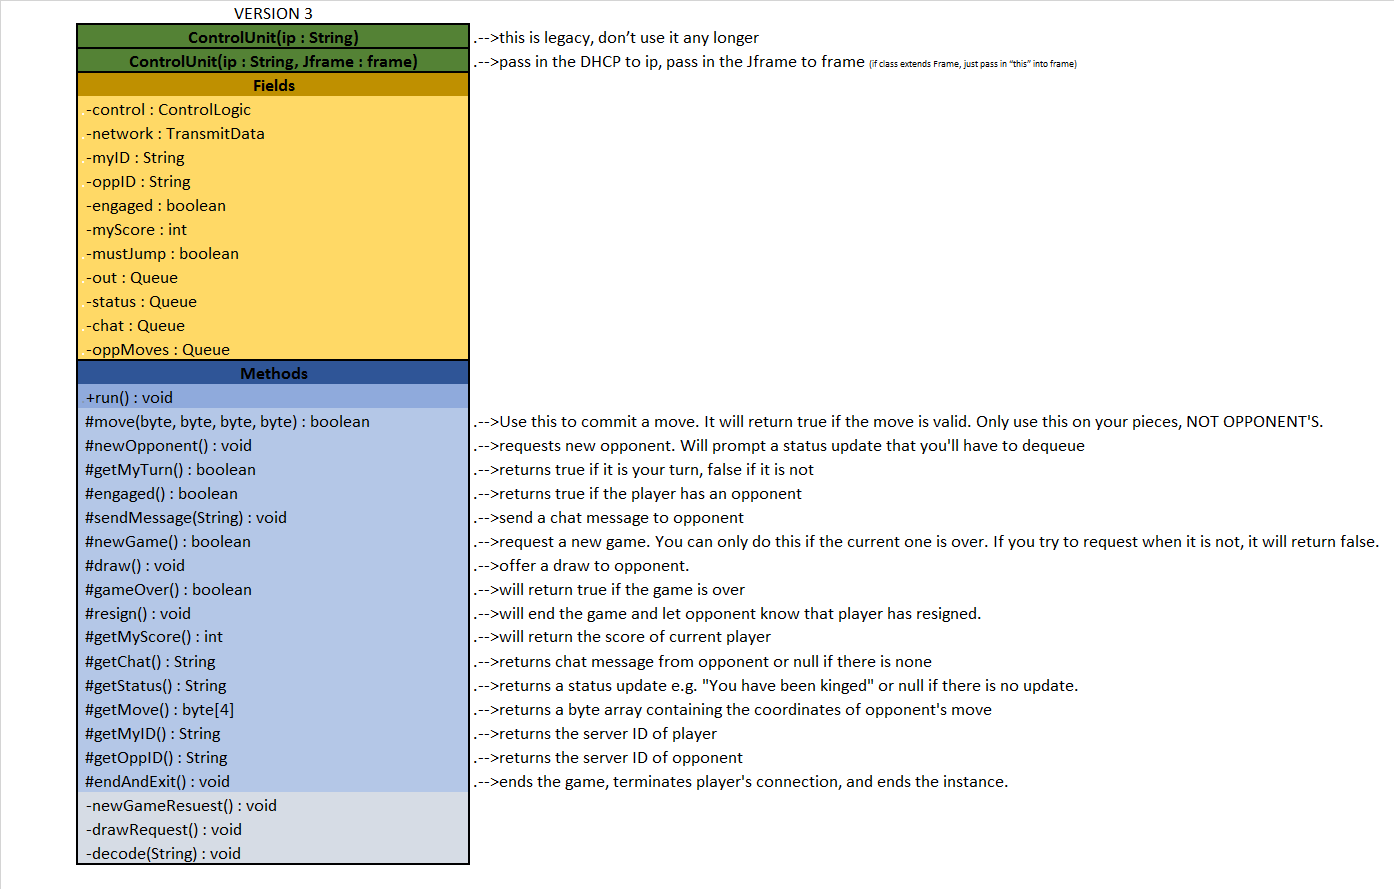 VERSION 3
ControlUnit(ip : String) .-->this is legacy, don’t use it any longer
ControlUnit(ip : String, Jframe : frame) .-->pass in the DHCP to ip, pass in the Jframe to frame (if class extends Frame, just pass in “this” into frame)
Fields
-control : ControlLogic
-network : TransmitData
-myID : String
-oppID : String
-engaged : boolean
-myScore : int
-mustJump : boolean
-out : Queue
-status : Queue
-chat : Queue
-oppMoves : Queue
Methods
+run() : void
#move(byte, byte, byte, byte) : boolean .-->Use this to commit a move. It will return true if the move is valid. Only use this on your pieces, NOT OPPONENT'S.
#newOpponent() : void .-->requests new opponent. Will prompt a status update that you'll have to dequeue
#getMyTurn() : boolean .-->returns true if it is your turn, false if it is not
#engaged() : boolean .-->returns true if the player has an opponent
#sendMessage(String) : void .-->send a chat message to opponent
#newGame() : boolean .-->request a new game. You can only do this if the current one is over. If you try to request when it is not, it will return false.
#draw() : void .-->offer a draw to opponent.
#gameOver() : boolean .-->will return true if the game is over
#resign() : void .-->will end the game and let opponent know that player has resigned.
#getMyScore() : int .-->will return the score of current player
#getChat() : String .-->returns chat message from opponent or null if there is none
#getStatus() : String .-->returns a status update e.g. "You have been kinged" or null if there is no update.
#getMove() : byte[4] .-->returns a byte array containing the coordinates of opponent's move
#getMyID() : String .-->returns the server ID of player
#getOppID() : String .-->returns the server ID of opponent
#endAndExit() : void .-->ends the game, terminates player's connection, and ends the instance.
-newGameResuest() : void
-drawRequest() : void
-decode(String) : void